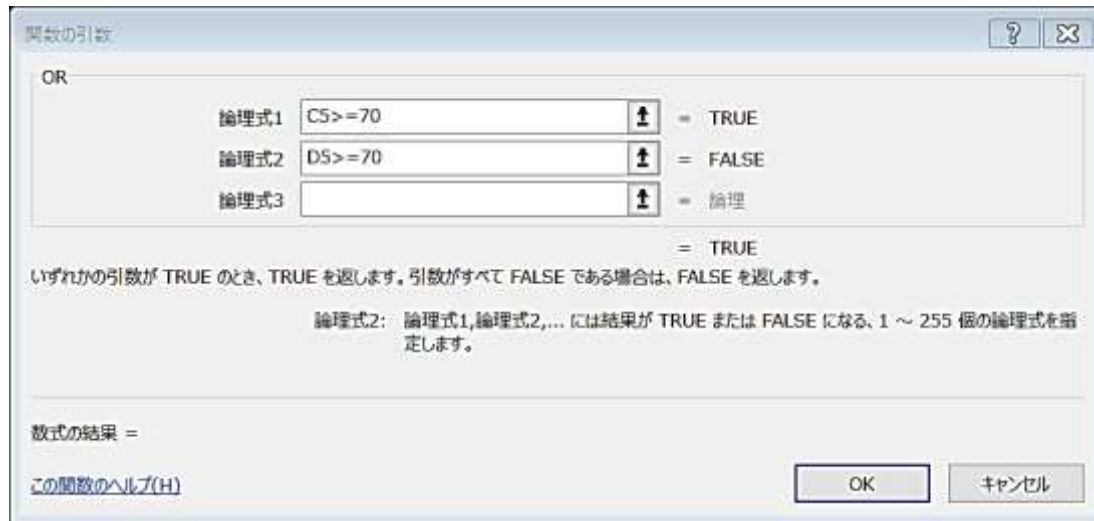 関数の引数
OR
論理式1 C5>=70 = TRUE
論理式2 D5>=70 = FALSE
論理式3 = 論理
= TRUE
いずれかの引数が TRUE のとき、TRUE を返します。引数がすべて FALSE である場合は、FALSE を返します。
論理式2: 論理式1,論理式2,... には結果が TRUE または FALSE になる、1 ～ 255 個の論理式を指
定します。
数式の結果 =
この関数のヘルプ(H) OK キャンセル